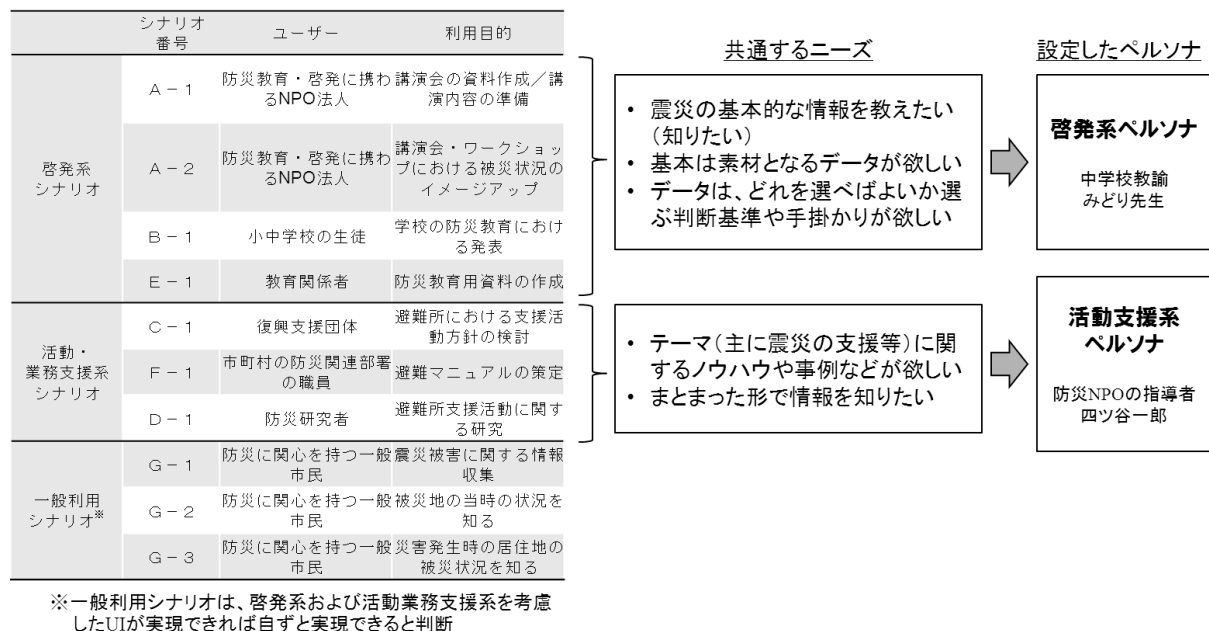 シナリオ
番号
ユーザー
利用目的
啓発系
シナリオ
A－1
防災教育・啓発に携わ
るNPO法人
講演会の資料作成／講
演内容の準備
A－2
防災教育・啓発に携わ
るNPO法人
講演会・ワークショッ
プにおける被災状況の
イメージアップ
B－1
小中学校の生徒
学校の防災教育におけ
る発表
E－1
教育関係者
防災教育用資料の作成
活動・
業務支援系
シナリオ
C－1
復興支援団体
避難所における支援活
動方針の検討
F－1
市町村の防災関連部署
の職員
避難マニュアルの策定
D－1
防災研究者
避難所支援活動に関す
る研究
一般利用
シナリオ※
G－1
防災に関心を持つ一般
市民
震災被害に関する情報
収集
G－2
防災に関心を持つ一般
市民
被災地の当時の状況を
知る
G－3
防災に関心を持つ一般
市民
災害発生時の居住地の
被災状況を知る
※一般利用シナリオは、啓発系および活動業務支援系を考慮
したUIが実現できれば自ずと実現できると判断
共通するニーズ
• 震災の基本的な情報を教えたい
（知りたい）
• 基本は素材となるデータが欲しい
• データは、どれを選べばよいか選
ぶ判断基準や手掛かりが欲しい
• テーマ（主に震災の支援等）に関
するノウハウや事例などが欲しい
• まとまった形で情報を知りたい
設定したペルソナ
啓発系ペルソナ
中学校教諭
みどり先生
活動支援系
ペルソナ
防災NPOの指導者
四ツ谷一郎